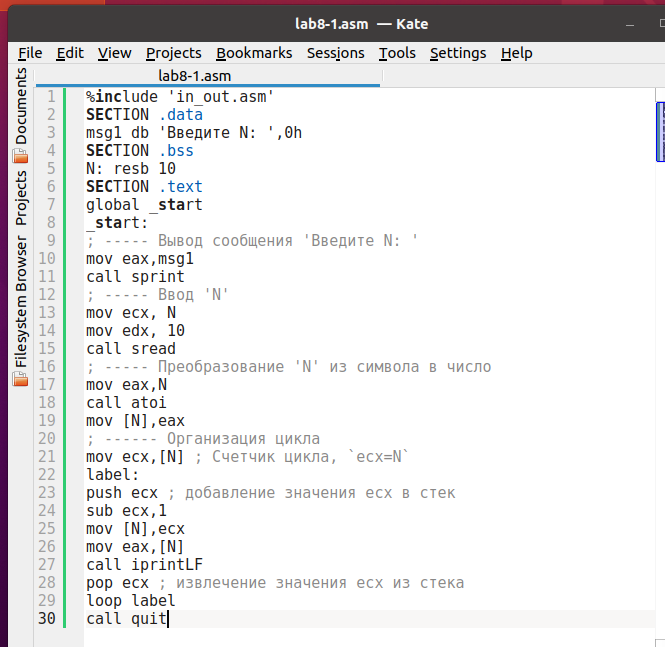 lab8-1.asm — Kate
File Edit View Projects Bookmarks Sessions Tools Settings Help
lab8-1.asm
Documents
Projects
Filesystem Browser
1 %include 'in_out.asm'
2 SECTION .data
3 msg1 db 'Введите N: ',0h
4 SECTION .bss
5 N: resb 10
6 SECTION .text
7 global _start
8 _start:
9 ; ----- Вывод сообщения 'Введите N: '
10 mov eax,msg1
11 call sprint
12 ; ----- Ввод 'N'
13 mov ecx, N
14 mov edx, 10
15 call sread
16 ; ----- Преобразование 'N' из символа в число
17 mov eax,N
18 call atoi
19 mov [N],eax
20 ; ------ Организация цикла
21 mov ecx,[N] ; Счетчик цикла, `ecx=N`
22 label:
23 push ecx ; добавление значения ecx в стек
24 sub ecx,1
25 mov [N],ecx
26 mov eax,[N]
27 call iprintLF
28 pop ecx ; извлечение значения ecx из стека
29 loop label
30 call quit